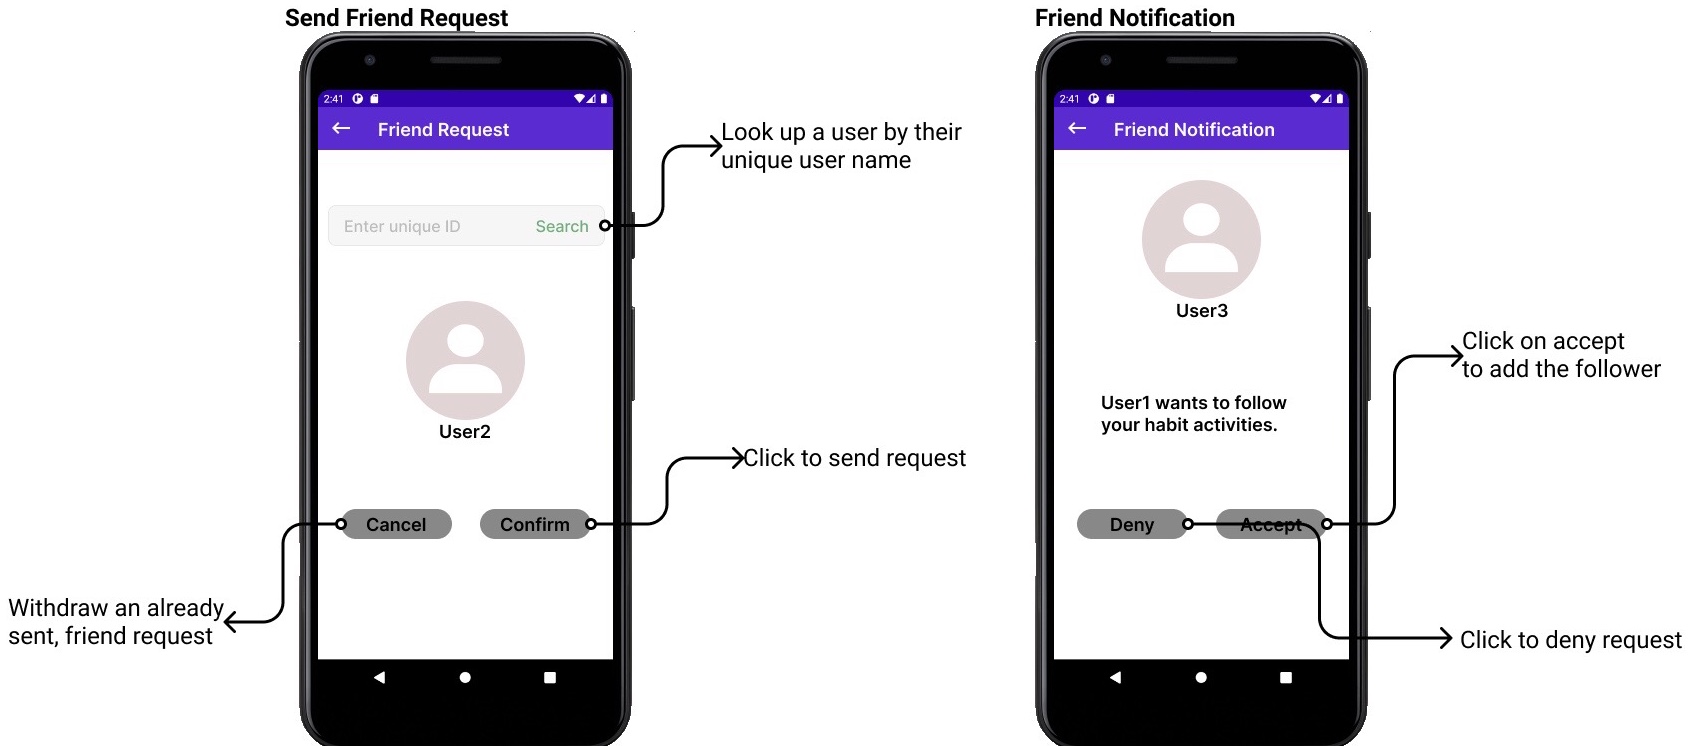 Send Friend Request
2:41
Friend Request
Enter unique ID
Search
User2
Cancel
Confirm
Look up a user by their
unique user name
Click to send request
Withdraw an already
sent, friend request
Friend Notification
2:41
Friend Notification
User3
User1 wants to follow
your habit activities.
Deny
Accept
Click on accept
to add the follower
Click to deny request